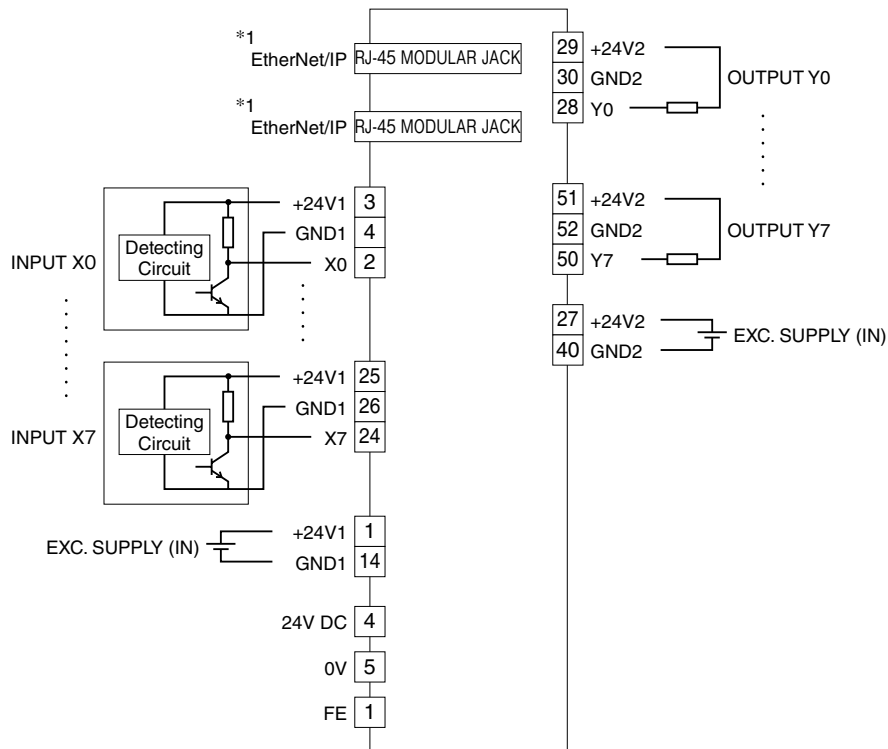 *1
EtherNet/IP RJ-45 MODULAR JACK
*1
EtherNet/IP RJ-45 MODULAR JACK
INPUT X0
Detecting
Circuit
+24V1 3
GND1 4
X0 2
INPUT X7
Detecting
Circuit
+24V1 25
GND1 26
X7 24
EXC. SUPPLY (IN)
+24V1 1
GND1 14
24V DC 4
0V 5
FE 1
29 +24V2
30 GND2
28 Y0
OUTPUT Y0
51 +24V2
52 GND2
50 Y7
OUTPUT Y7
27 +24V2
40 GND2
EXC. SUPPLY (IN)